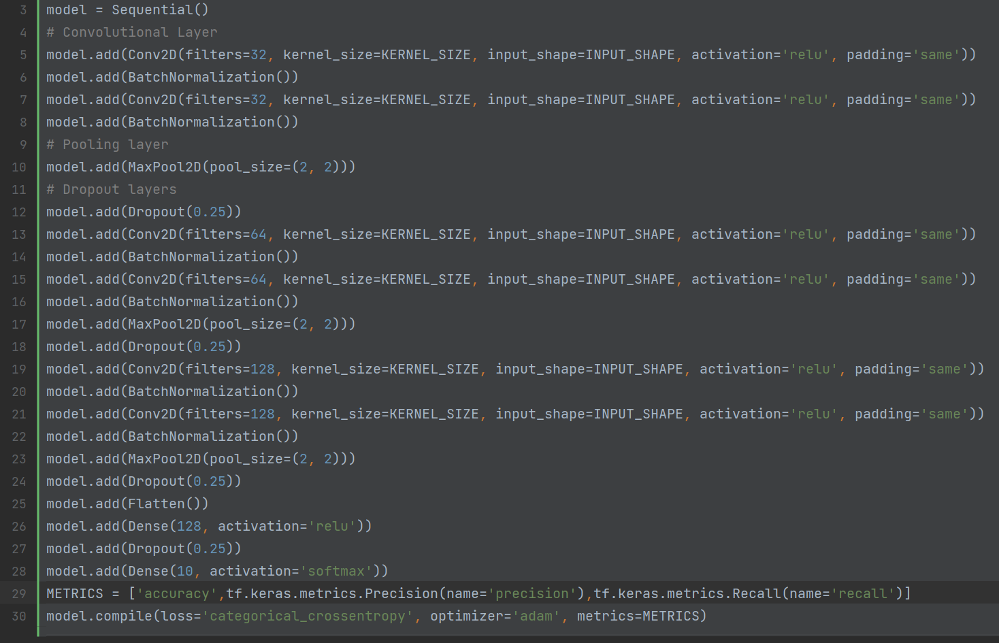 3 model = Sequential()
4 # Convolutional Layer
5 model.add(Conv2D(filters=32, kernel_size=KERNEL_SIZE, input_shape=INPUT_SHAPE, activation='relu', padding='same'))
6 model.add(BatchNormalization())
7 model.add(Conv2D(filters=32, kernel_size=KERNEL_SIZE, input_shape=INPUT_SHAPE, activation='relu', padding='same'))
8 model.add(BatchNormalization())
9 # Pooling layer
10 model.add(MaxPool2D(pool_size=(2, 2)))
11 # Dropout layers
12 model.add(Dropout(0.25))
13 model.add(Conv2D(filters=64, kernel_size=KERNEL_SIZE, input_shape=INPUT_SHAPE, activation='relu', padding='same'))
14 model.add(BatchNormalization())
15 model.add(Conv2D(filters=64, kernel_size=KERNEL_SIZE, input_shape=INPUT_SHAPE, activation='relu', padding='same'))
16 model.add(BatchNormalization())
17 model.add(MaxPool2D(pool_size=(2, 2)))
18 model.add(Dropout(0.25))
19 model.add(Conv2D(filters=128, kernel_size=KERNEL_SIZE, input_shape=INPUT_SHAPE, activation='relu', padding='same'))
20 model.add(BatchNormalization())
21 model.add(Conv2D(filters=128, kernel_size=KERNEL_SIZE, input_shape=INPUT_SHAPE, activation='relu', padding='same'))
22 model.add(BatchNormalization())
23 model.add(MaxPool2D(pool_size=(2, 2)))
24 model.add(Dropout(0.25))
25 model.add(Flatten())
26 model.add(Dense(128, activation='relu'))
27 model.add(Dropout(0.25))
28 model.add(Dense(10, activation='softmax'))
29 METRICS = ['accuracy',tf.keras.metrics.Precision(name='precision'),tf.keras.metrics.Recall(name='recall')]
30 model.compile(loss='categorical_crossentropy', optimizer='adam', metrics=METRICS)